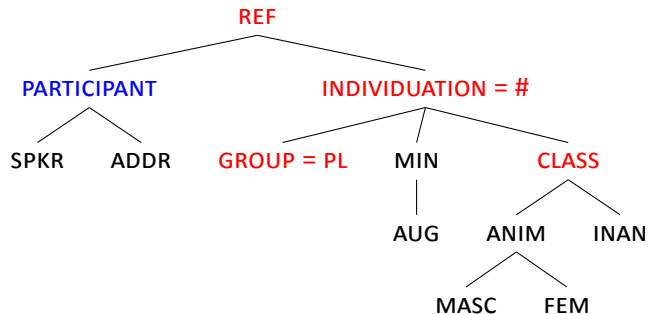 REF
PARTICIPANT INDIVIDUATION = #
SPKR ADDR GROUP = PL MIN CLASS
AUG ANIM INAN
MASC FEM